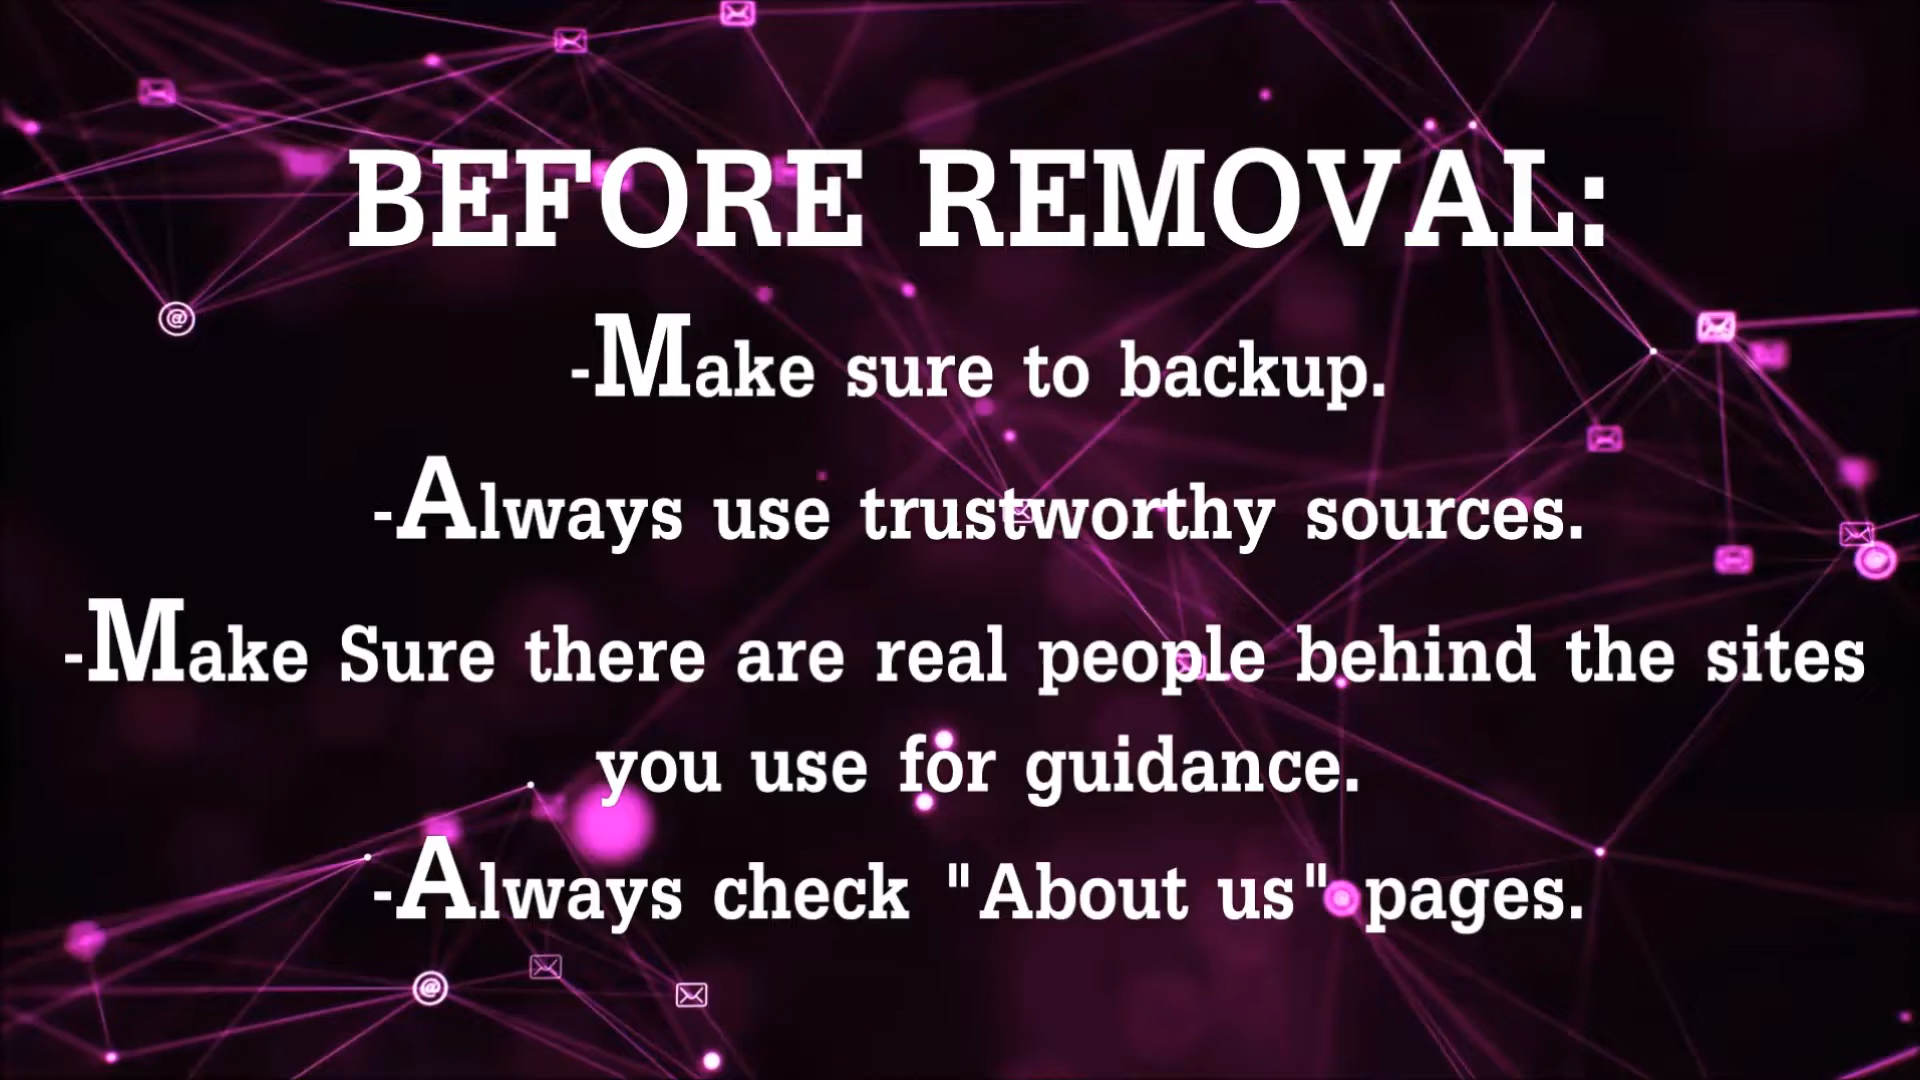 BEFORE REMOVAL:
-Make sure to backup.
-Always use trustworthy sources.
-Make Sure there are real people behind the sites
you use for guidance.
-Always check "About us" pages.